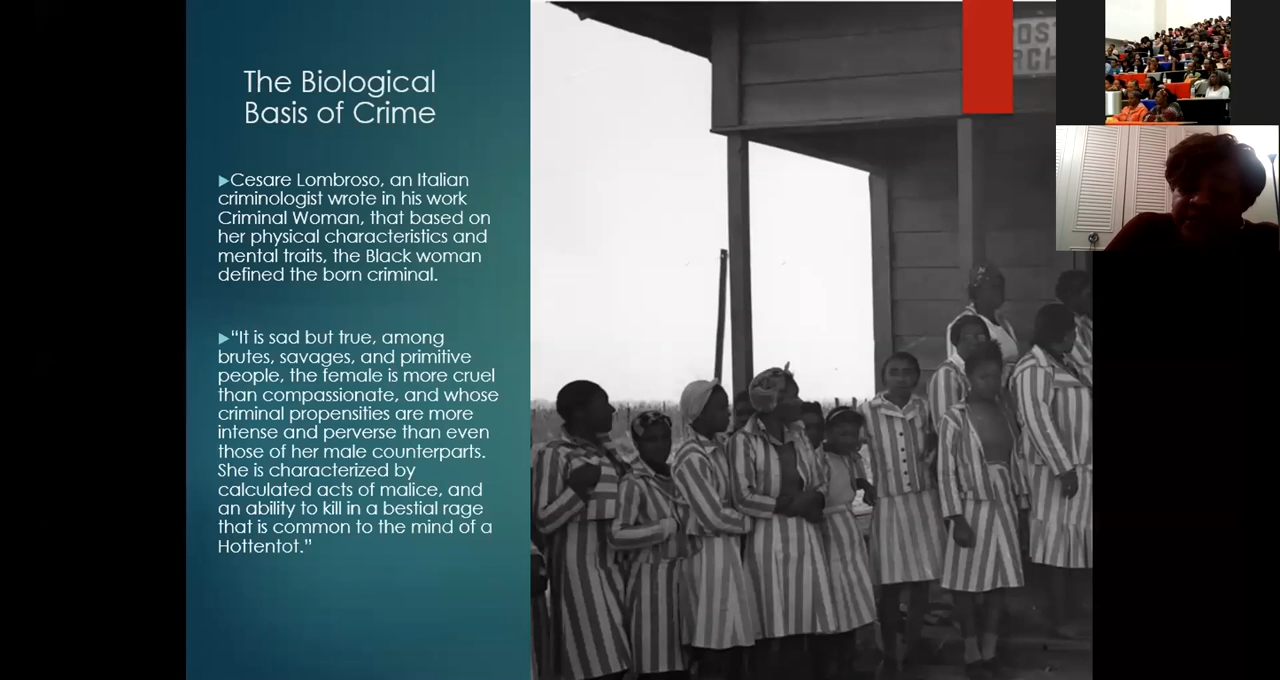 The Biological
Basis of Crime
▶Cesare Lombroso, an Italian
criminologist wrote in his work
Criminal Woman, that based on
her physical characteristics and
mental traits, the Black woman
defined the born criminal.
▶“It is sad but true, among
brutes, savages, and primitive
people, the female is more cruel
than compassionate, and whose
criminal propensities are more
intense and perverse than even
those of her male counterparts.
She is characterized by
calculated acts of malice, and
an ability to kill in a bestial rage
that is common to the mind of a
Hottentot.”